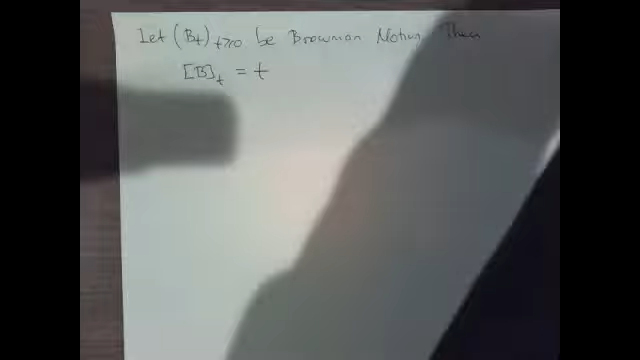 Let (Bt)t≥0 be Brownian Motion. Then
[B]t = t